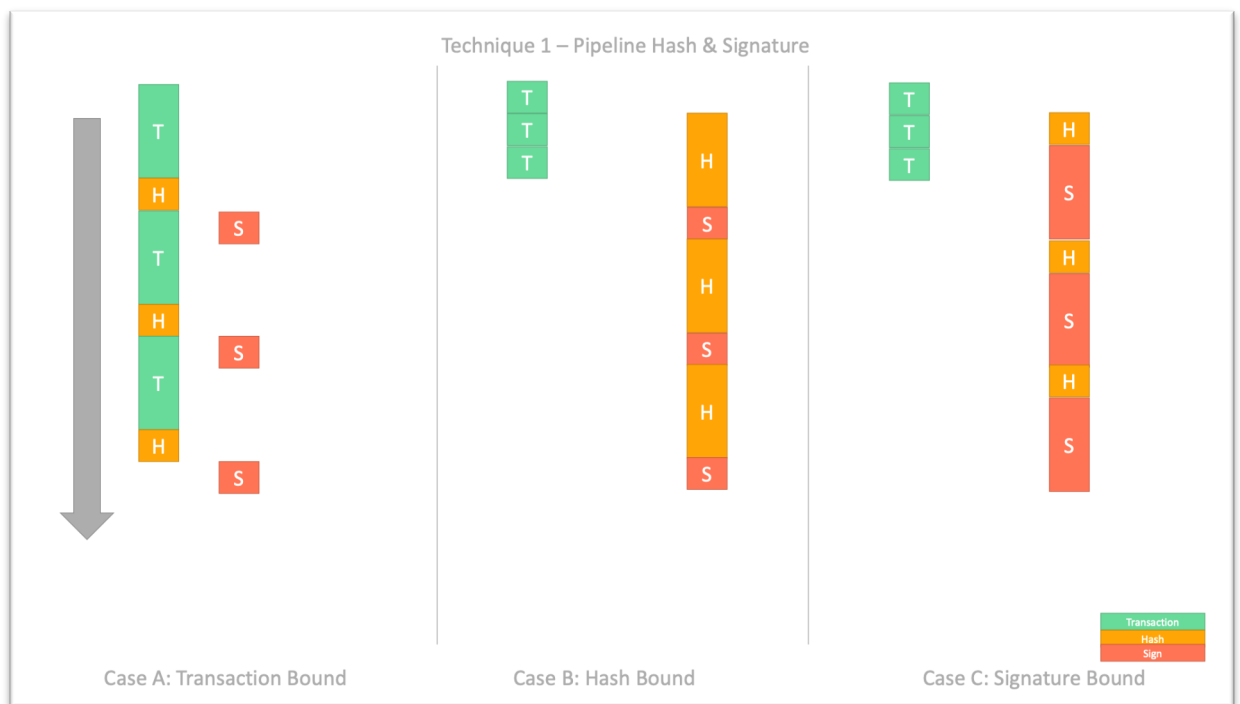 Technique 1 – Pipeline Hash & Signature
T
H
T
H
T
H
S
S
S
T
T
T
H
S
H
S
H
S
T
T
T
H
S
H
S
H
S
Transaction
Hash
Sign
Case A: Transaction Bound
Case B: Hash Bound
Case C: Signature Bound